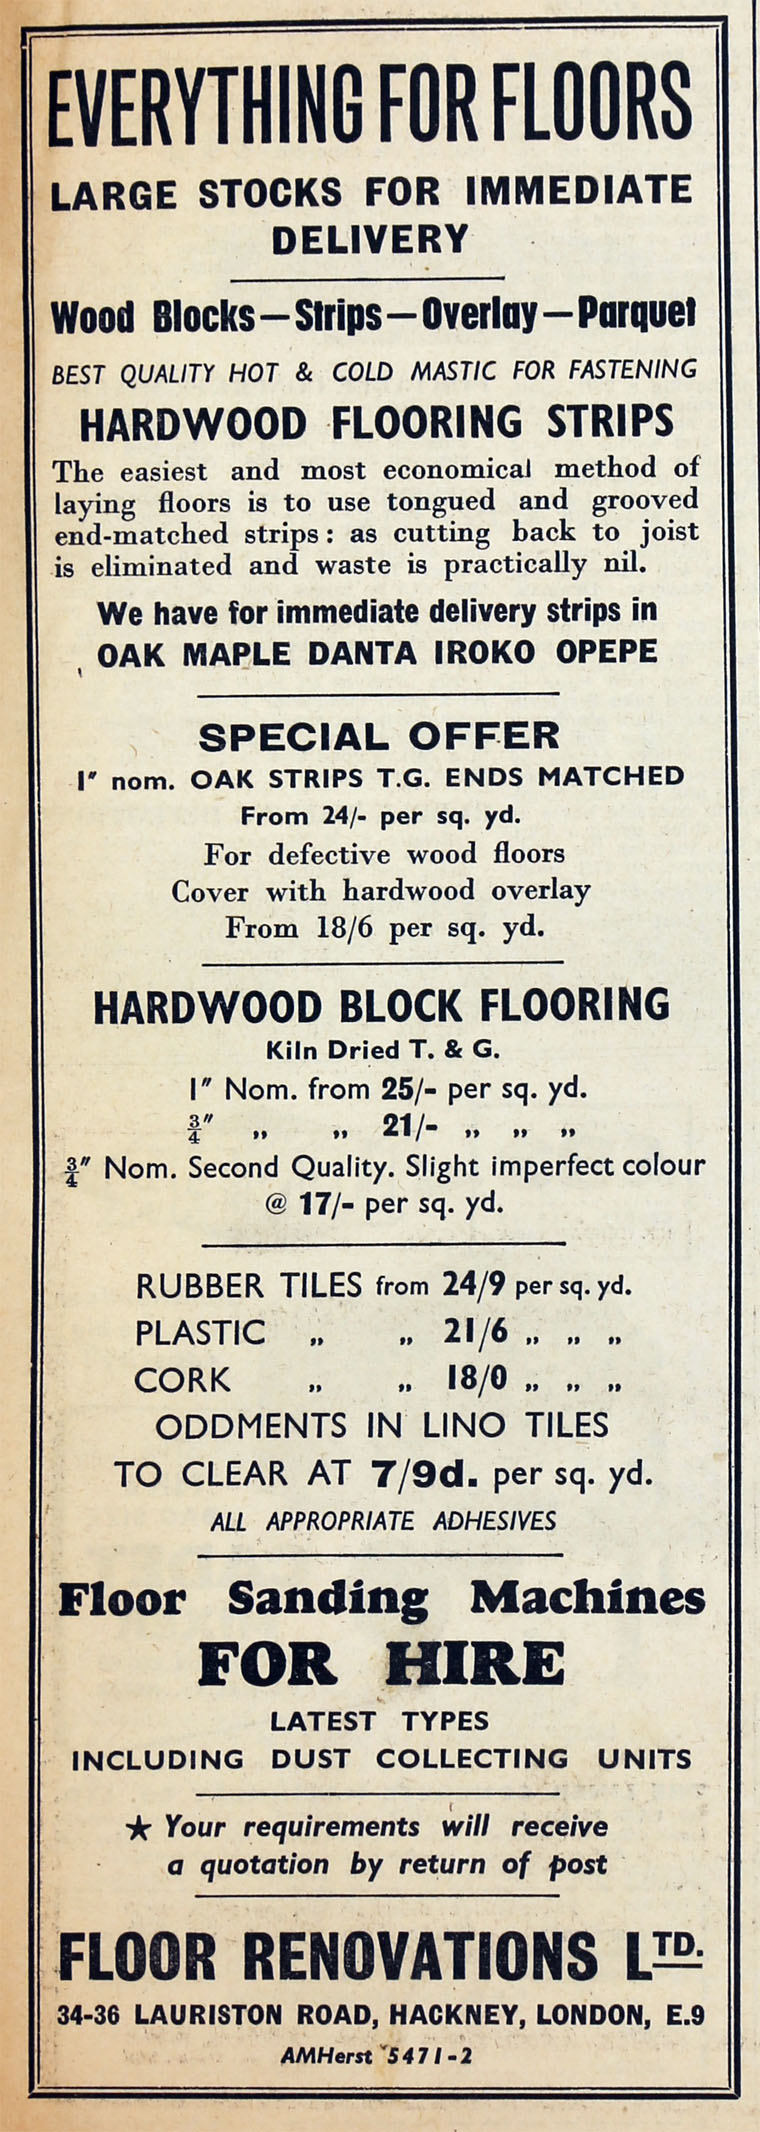 EVERYTHING FOR FLOORS
LARGE STOCKS FOR IMMEDIATE
DELIVERY
Wood Blocks—Strips—Overlay—Parquet
BEST QUALITY HOT & COLD MASTIC FOR FASTENING
HARDWOOD FLOORING STRIPS
The easiest and most economical method of
laying floors is to use tongued and grooved
end-matched strips: as cutting back to joist
is eliminated and waste is practically nil.
We have for immediate delivery strips in
OAK MAPLE DANTA IROKO OPEPE
SPECIAL OFFER
1″ nom. OAK STRIPS T.G. ENDS MATCHED
From 24/- per sq. yd.
For defective wood floors
Cover with hardwood overlay
From 18/6 per sq. yd.
HARDWOOD BLOCK FLOORING
Kiln Dried T. & G.
1″ Nom. from 25/- per sq. yd.
¾″ „ „ 21/- „ „ „
¾″ Nom. Second Quality. Slight imperfect colour
@ 17/- per sq. yd.
RUBBER TILES from 24/9 per sq. yd.
PLASTIC „ „ 21/6 „ „ „
CORK „ „ 18/0 „ „ „
ODDMENTS IN LINO TILES
TO CLEAR AT 7/9d. per sq. yd.
ALL APPROPRIATE ADHESIVES
Floor Sanding Machines
FOR HIRE
LATEST TYPES
INCLUDING DUST COLLECTING UNITS
★ Your requirements will receive
a quotation by return of post
FLOOR RENOVATIONS LTD.
34-36 LAURISTON ROAD, HACKNEY, LONDON, E.9
AMHerst 5471-2